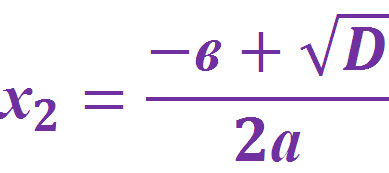 x₂ = (−в + √D) / 2a